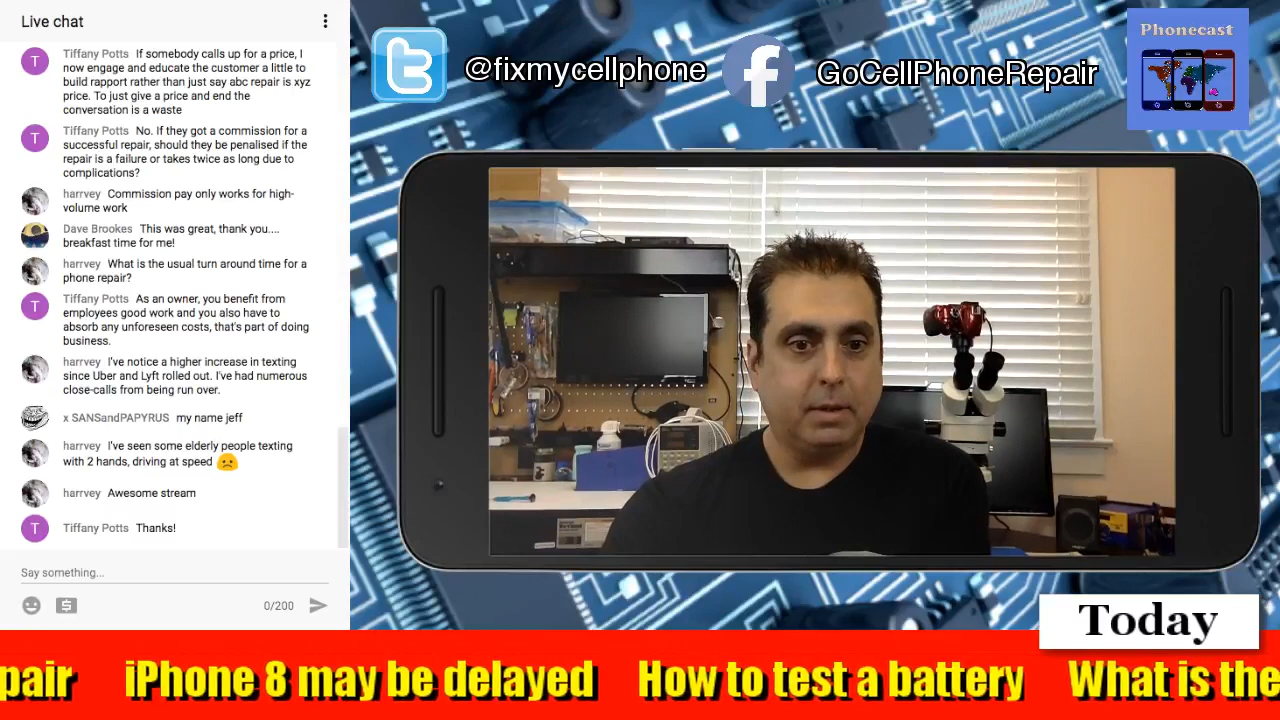 Live chat
Tiffany Potts If somebody calls up for a price, I
now engage and educate the customer a little to
build rapport rather than just say abc repair is xyz
price. To just give a price and end the
conversation is a waste
T
Tiffany Potts No. If they got a commission for a
successful repair, should they be penalised if the
repair is a failure or takes twice as long due to
complications?
T
harrvey Commission pay only works for high-
volume work
Dave Brookes This was great, thank you....
breakfast time for me!
harrvey What is the usual turn around time for a
phone repair?
Tiffany Potts As an owner, you benefit from
employees good work and you also have to
absorb any unforeseen costs, that's part of doing
business.
T
harrvey I've notice a higher increase in texting
since Uber and Lyft rolled out. I've had numerous
close-calls from being run over.
x SANSandPAPYRUS my name jeff
harrvey I've seen some elderly people texting
with 2 hands, driving at speed
harrvey Awesome stream
T Tiffany Potts Thanks!
Say something...
0/200
@fixmycellphone
GoCellPhoneRepair
Phonecast
Today
pair iPhone 8 may be delayed How to test a battery What is the